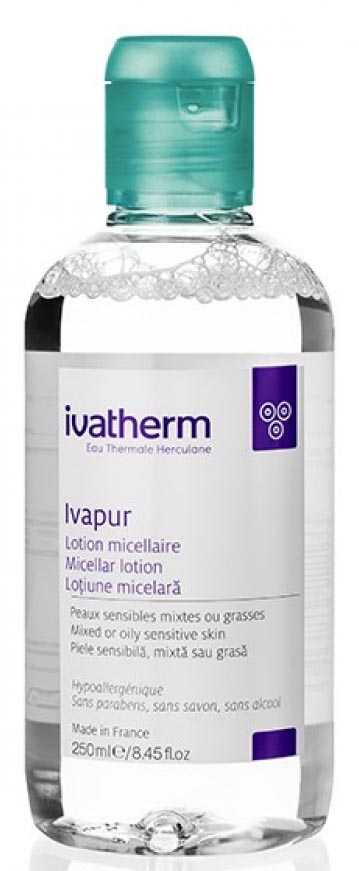 ivatherm
Eau Thermale Herculane
Ivapur
Lotion micellaire
Micellar lotion
Loțiune micelară
Peaux sensibles mixtes ou grasses
Mixed or oily sensitive skin
Piele sensibilă, mixtă sau grasă
Hypoallergénique
Sans parabens, sans savon, sans alcool
Made in France
250ml℮/8.45fl.oz